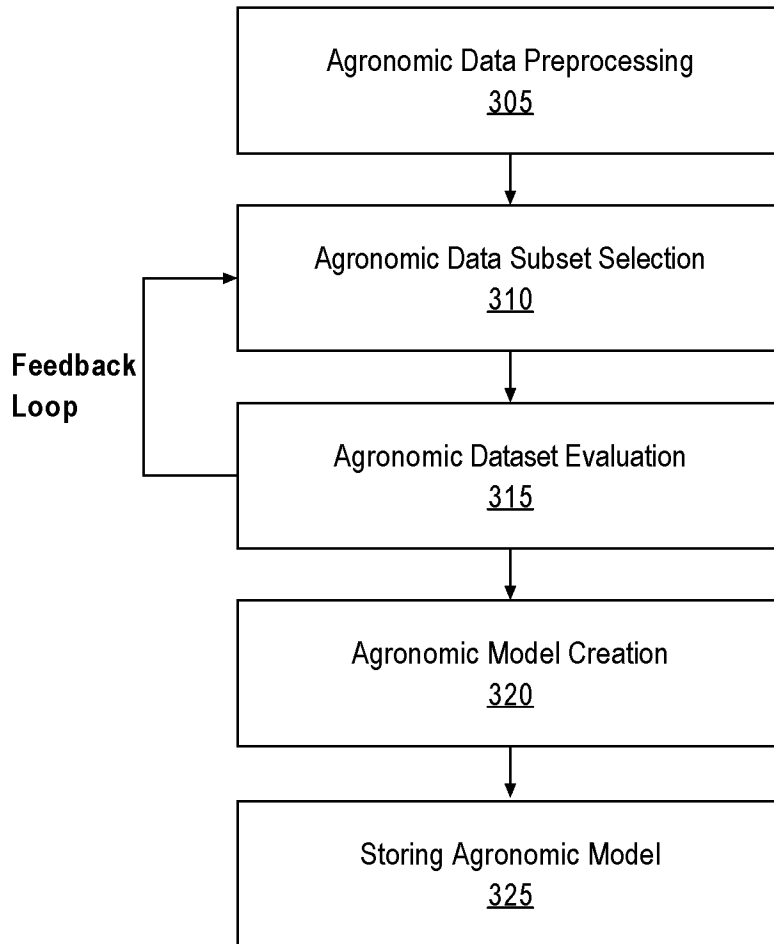 Agronomic Data Preprocessing
305
Agronomic Data Subset Selection
310
Feedback
Loop
Agronomic Dataset Evaluation
315
Agronomic Model Creation
320
Storing Agronomic Model
325